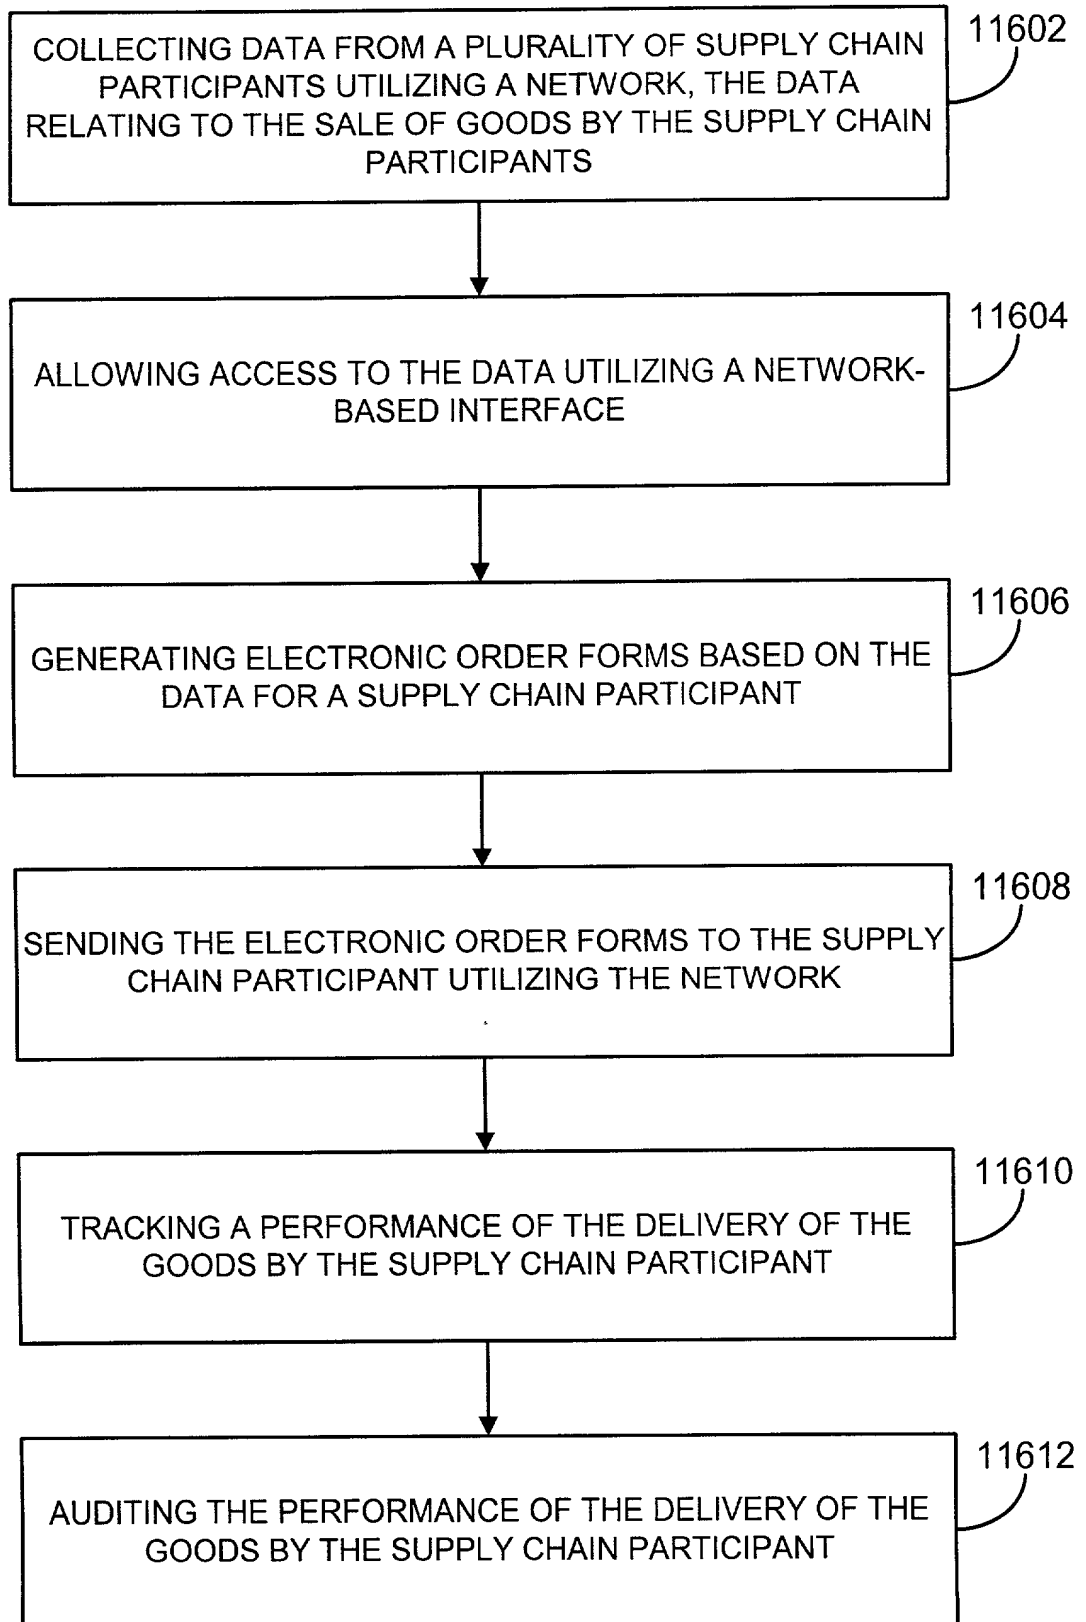 11602
COLLECTING DATA FROM A PLURALITY OF SUPPLY CHAIN
PARTICIPANTS UTILIZING A NETWORK, THE DATA
RELATING TO THE SALE OF GOODS BY THE SUPPLY CHAIN
PARTICIPANTS
11604
ALLOWING ACCESS TO THE DATA UTILIZING A NETWORK-
BASED INTERFACE
11606
GENERATING ELECTRONIC ORDER FORMS BASED ON THE
DATA FOR A SUPPLY CHAIN PARTICIPANT
11608
SENDING THE ELECTRONIC ORDER FORMS TO THE SUPPLY
CHAIN PARTICIPANT UTILIZING THE NETWORK
11610
TRACKING A PERFORMANCE OF THE DELIVERY OF THE
GOODS BY THE SUPPLY CHAIN PARTICIPANT
11612
AUDITING THE PERFORMANCE OF THE DELIVERY OF THE
GOODS BY THE SUPPLY CHAIN PARTICIPANT